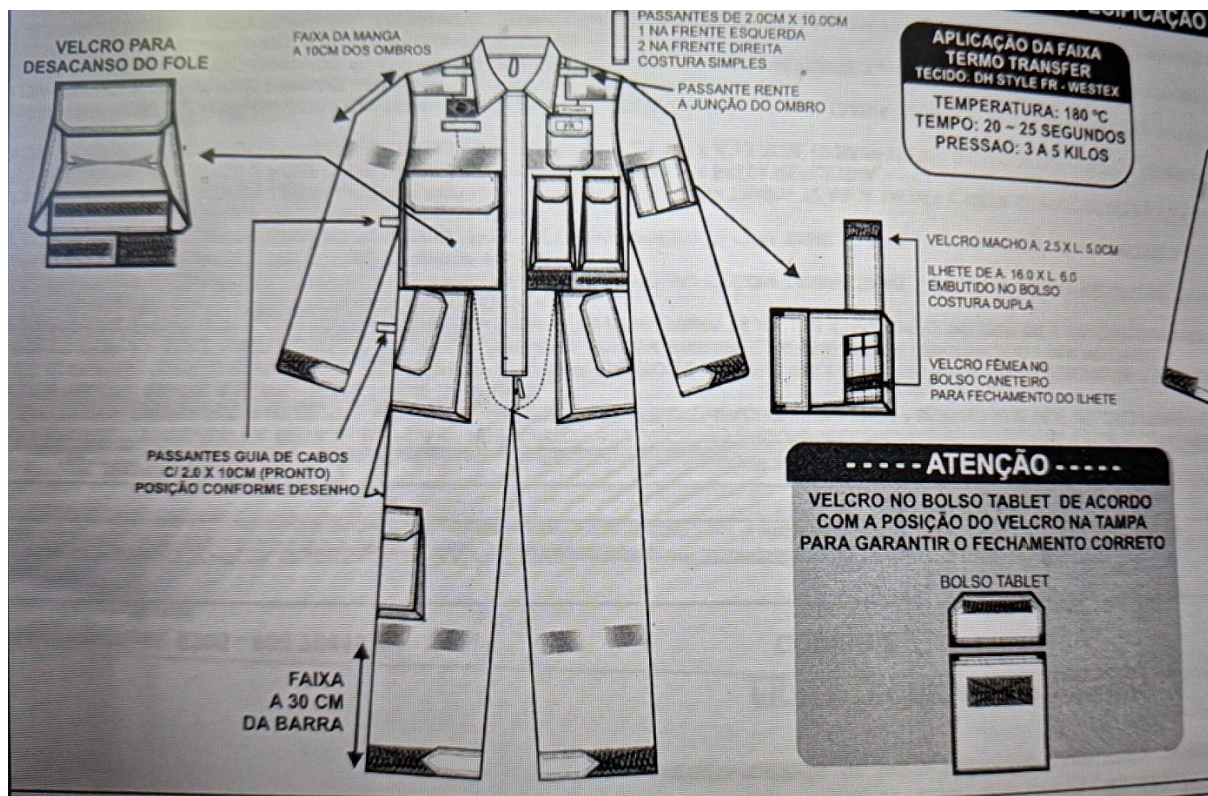 PECIFICAÇÃO
VELCRO PARA
DESACANSO DO FOLE
FAIXA DA MANGA
A 10CM DOS OMBROS
PASSANTES DE 2.0CM X 10.0CM
1 NA FRENTE ESQUERDA
2 NA FRENTE DIREITA
COSTURA SIMPLES
PASSANTE RENTE
A JUNÇÃO DO OMBRO
APLICAÇÃO DA FAIXA
TERMO TRANSFER
TECIDO: DH STYLE FR - WESTEX
TEMPERATURA: 180 ºC
TEMPO: 20 ~ 25 SEGUNDOS
PRESSAO: 3 A 5 KILOS
VELCRO MACHO A. 2.5 X L. 5.0CM
ILHETE DE A. 16.0 X L. 6.0
EMBUTIDO NO BOLSO
COSTURA DUPLA
VELCRO FÊMEA NO
BOLSO CANETEIRO
PARA FECHAMENTO DO ILHETE
PASSANTES GUIA DE CABOS
C/ 2.0 X 10CM (PRONTO)
POSIÇÃO CONFORME DESENHO
- - - - - ATENÇÃO - - - - -
VELCRO NO BOLSO TABLET DE ACORDO
COM A POSIÇÃO DO VELCRO NA TAMPA
PARA GARANTIR O FECHAMENTO CORRETO
BOLSO TABLET
FAIXA
A 30 CM
DA BARRA